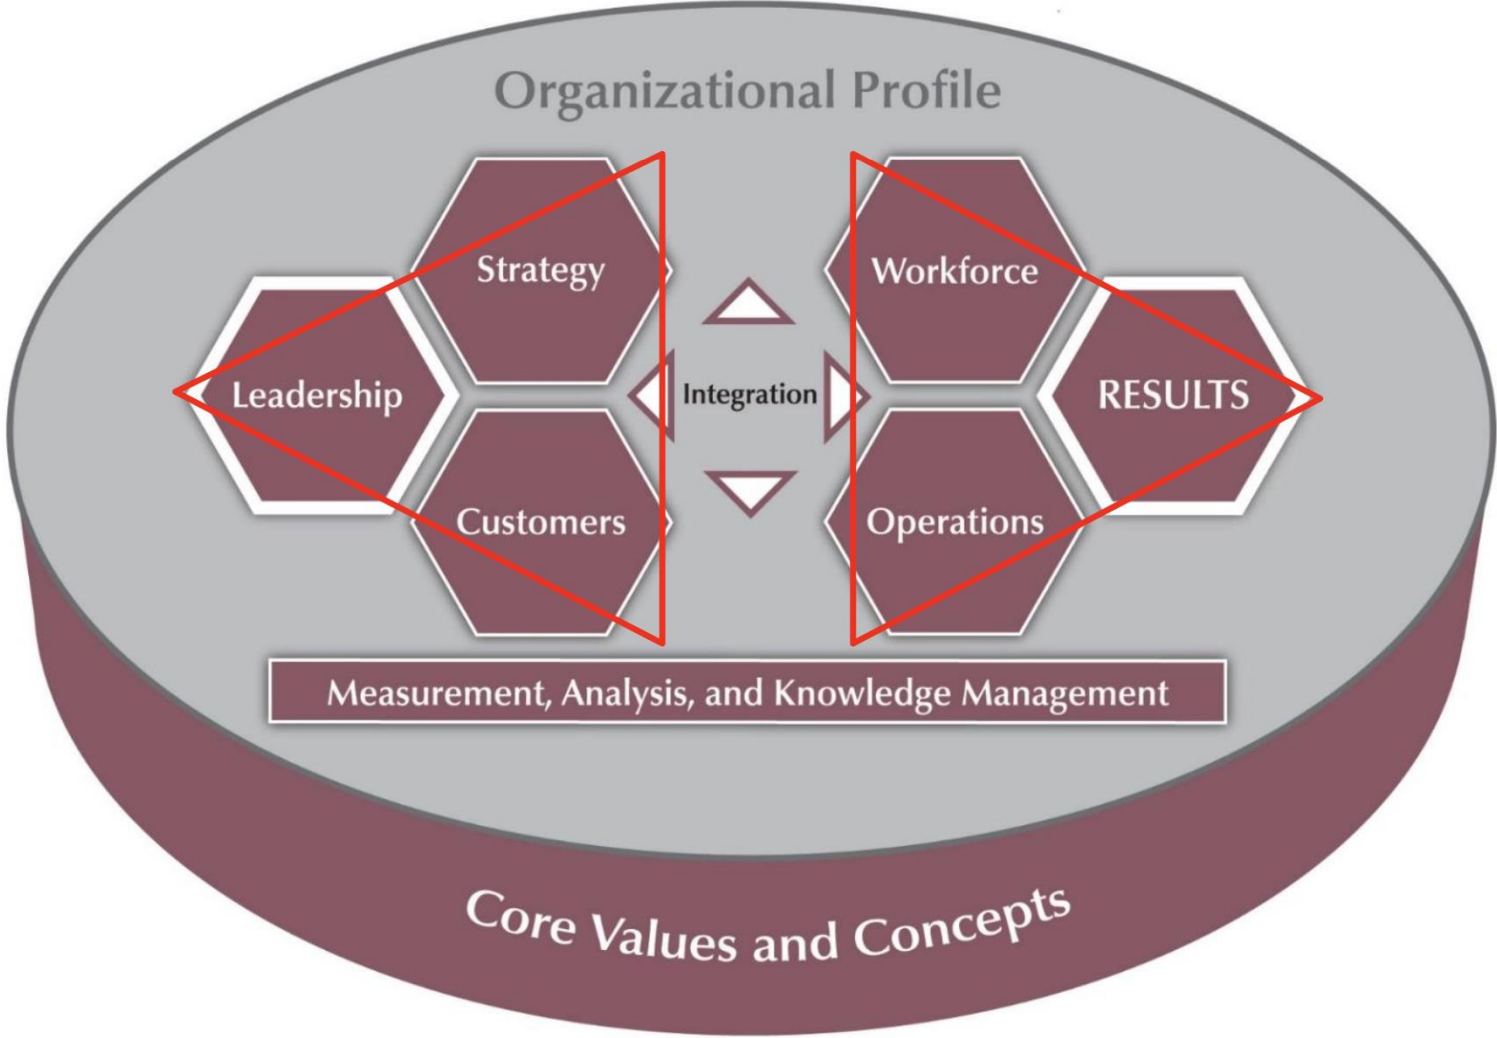 Organizational Profile
Strategy
Workforce
Leadership
Integration
RESULTS
Customers
Operations
Measurement, Analysis, and Knowledge Management
Core Values and Concepts